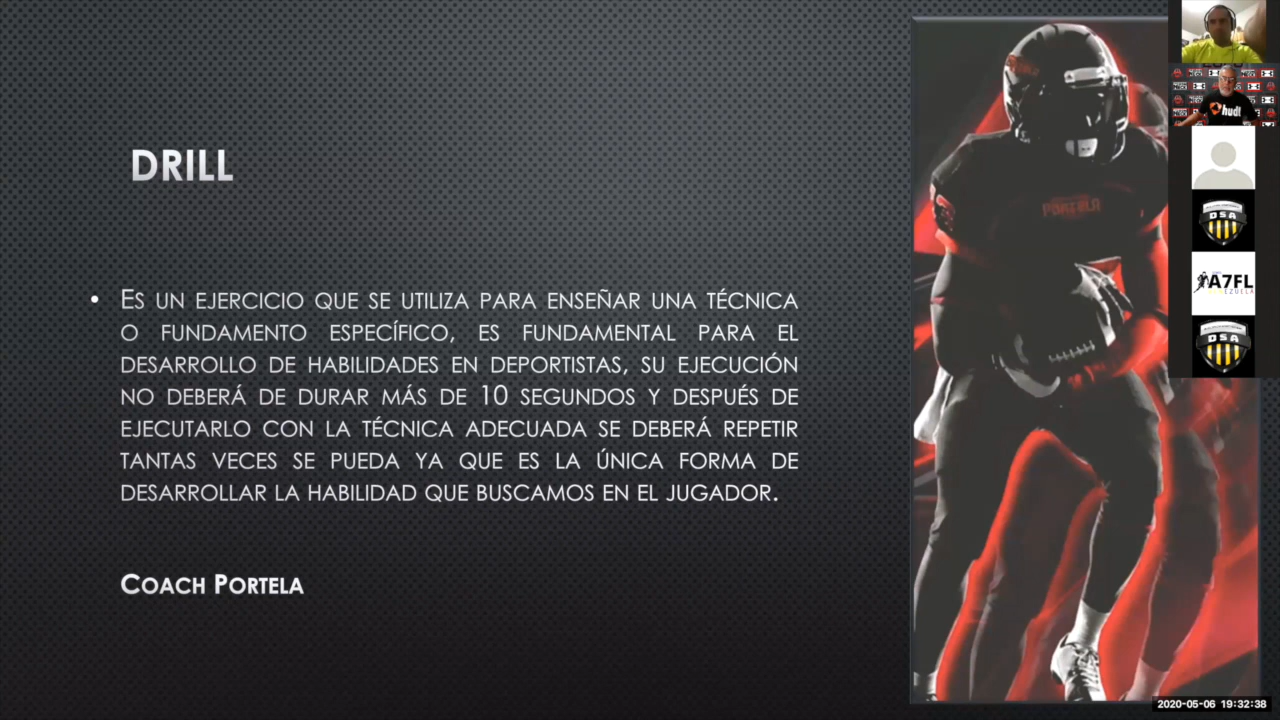 DRILL
• ES UN EJERCICIO QUE SE UTILIZA PARA ENSEÑAR UNA TÉCNICA
O FUNDAMENTO ESPECÍFICO, ES FUNDAMENTAL PARA EL
DESARROLLO DE HABILIDADES EN DEPORTISTAS, SU EJECUCIÓN
NO DEBERÁ DE DURAR MÁS DE 10 SEGUNDOS Y DESPUÉS DE
EJECUTARLO CON LA TÉCNICA ADECUADA SE DEBERÁ REPETIR
TANTAS VECES SE PUEDA YA QUE ES LA ÚNICA FORMA DE
DESARROLLAR LA HABILIDAD QUE BUSCAMOS EN EL JUGADOR.
COACH PORTELA
PORTELA
hudl
DSA
A7FL
DSA
2020-05-06 19:32:38